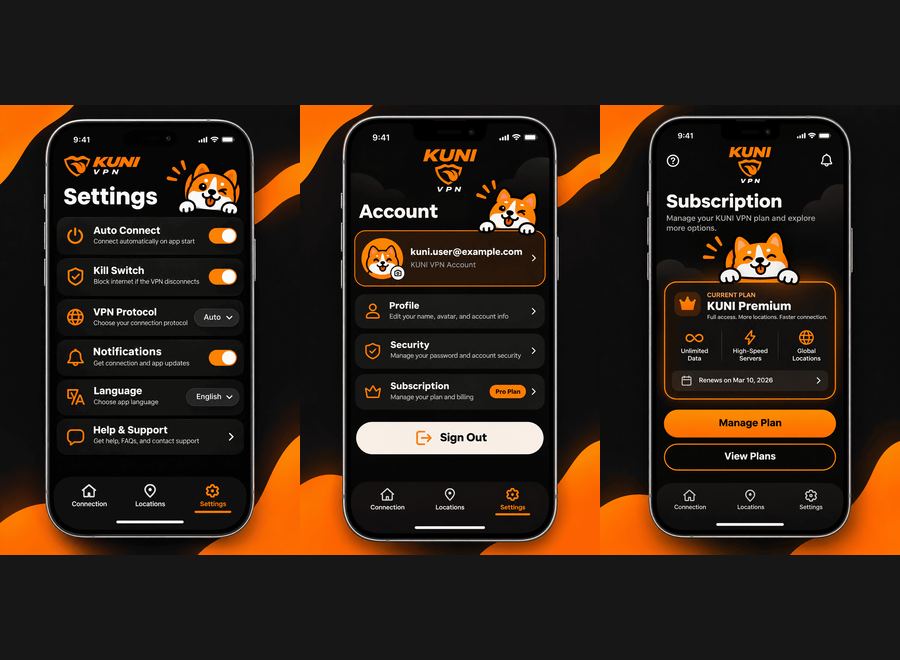 9:41
KUNI
VPN
Settings
Auto Connect
Connect automatically on app start
Kill Switch
Block internet if the VPN disconnects
VPN Protocol
Choose your connection protocol
Auto
Notifications
Get connection and app updates
Language
Choose app language
English
Help & Support
Get help, FAQs, and contact support
Connection
Locations
Settings
9:41
KUNI
VPN
Account
kuni.user@example.com
KUNI VPN Account
Profile
Edit your name, avatar, and account info
Security
Manage your password and account security
Subscription
Manage your plan and billing
Pro Plan
Sign Out
Connection
Locations
Settings
9:41
KUNI
VPN
Subscription
Manage your KUNI VPN plan and explore
more options.
CURRENT PLAN
KUNI Premium
Full access. More locations. Faster connection.
Unlimited
Data
High-Speed
Servers
Global
Locations
Renews on Mar 10, 2026
Manage Plan
View Plans
Connection
Locations
Settings